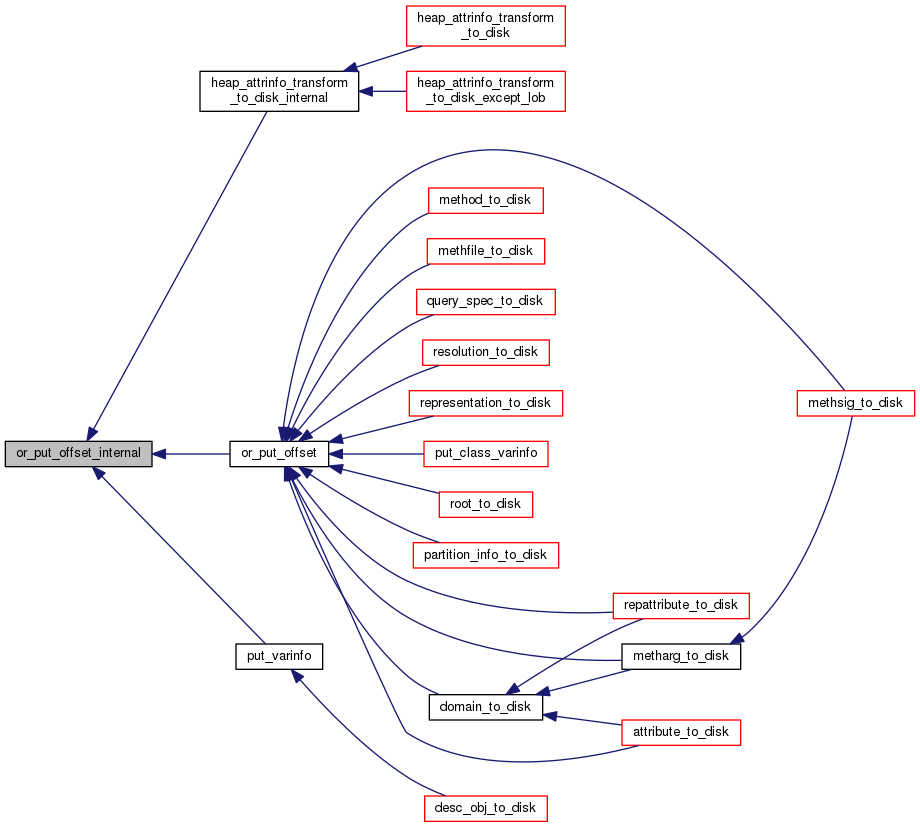 heap_attrinfo_transform
_to_disk
heap_attrinfo_transform
_to_disk_internal
heap_attrinfo_transform
_to_disk_except_lob
method_to_disk
methfile_to_disk
query_spec_to_disk
resolution_to_disk
representation_to_disk
methsig_to_disk
or_put_offset_internal
or_put_offset
put_class_varinfo
root_to_disk
partition_info_to_disk
repattribute_to_disk
put_varinfo
metharg_to_disk
domain_to_disk
attribute_to_disk
desc_obj_to_disk